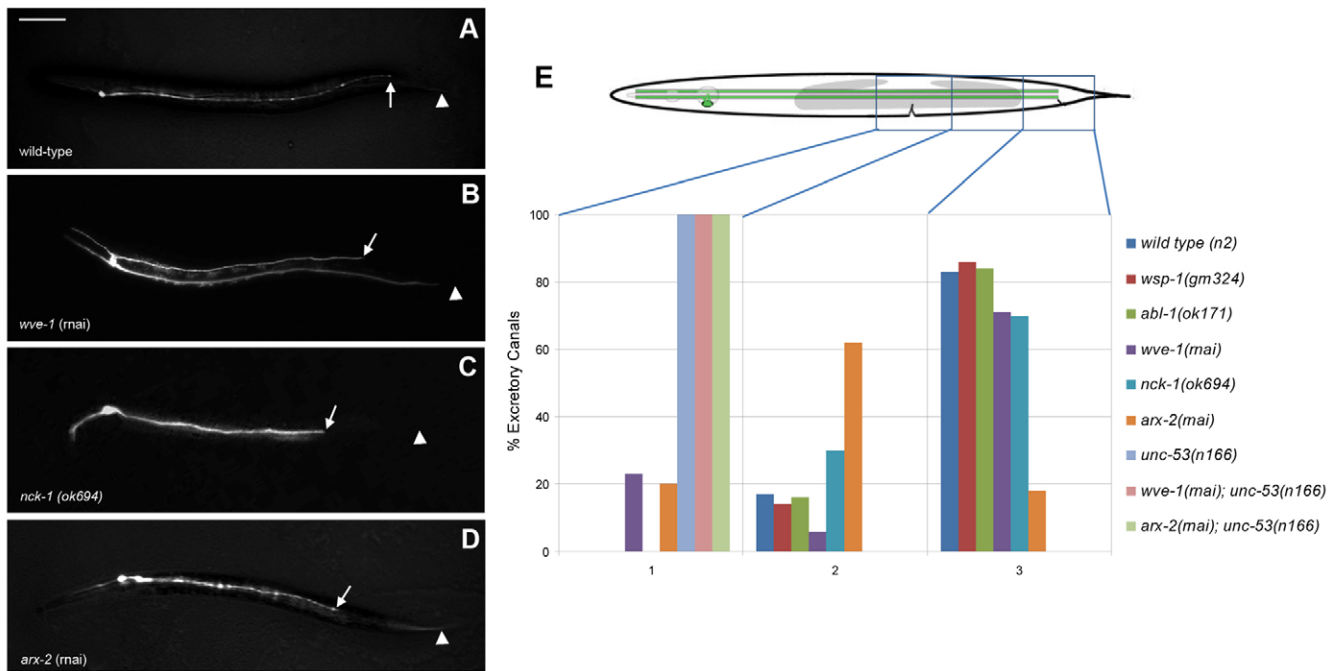 A
wild-type
B
wve-1 (rnai)
C
nck-1 (ok694)
D
arx-2 (rnai)
E
% Excretory Canals
100
80
60
40
20
0
1
2
3
wild type (n2)
wsp-1(gm324)
abl-1(ok171)
wve-1(rnai)
nck-1(ok694)
arx-2(rnai)
unc-53(n166)
wve-1(rnai); unc-53(n166)
arx-2(rnai); unc-53(n166)